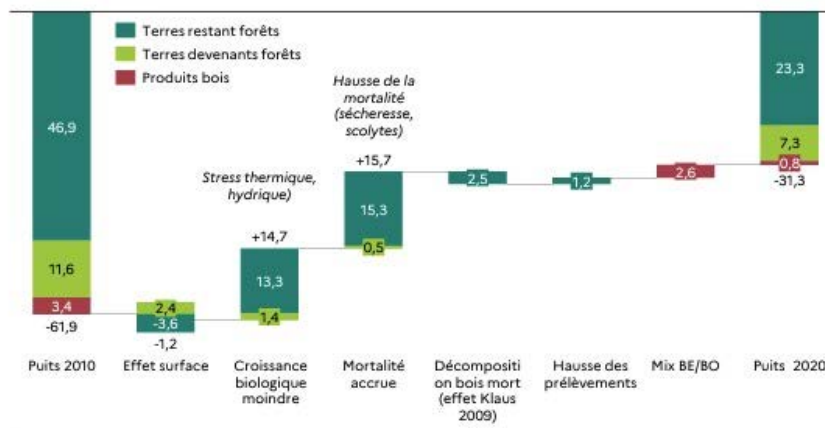 Terres restant forêts
Terres devenants forêts
Produits bois
46,9
11,6
3,4
-61,9
2,4
-3,6
-1,2
Stress thermique,
hydrique)
+14,7
13,3
1,4
Hausse de la
mortalité
(sécheresse,
scolytes)
+15,7
15,3
0,5
2,5
1,2
2,6
23,3
7,3
0,8
-31,3
Puits 2010
Effet surface
Croissance
biologique
moindre
Mortalité
accrue
Décompositi
on bois mort
(effet Klaus
2009)
Hausse des
prélèvements
Mix BE/BO
Puits 2020